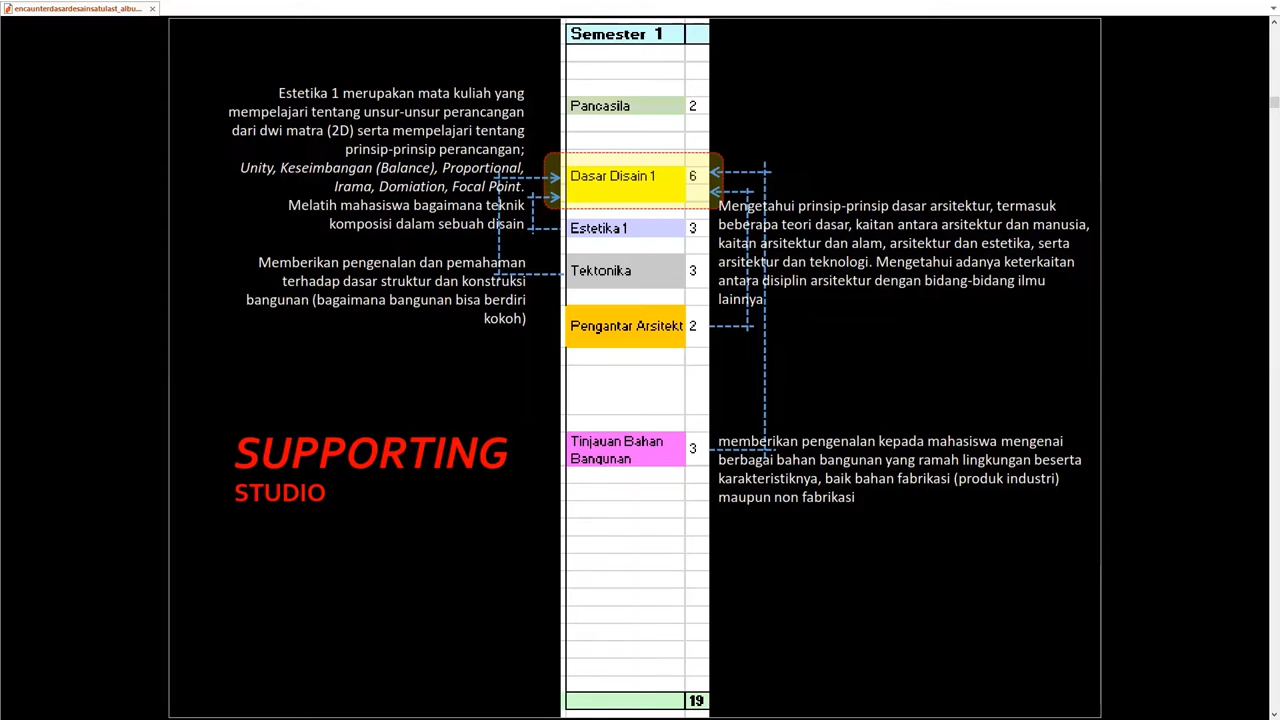 encaunterdasardesainsatulast_albu...
Semester 1
Estetika 1 merupakan mata kuliah yang
mempelajari tentang unsur-unsur perancangan
dari dwi matra (2D) serta mempelajari tentang
prinsip-prinsip perancangan;
Unity, Keseimbangan (Balance), Proportional,
Irama, Domiation, Focal Point.
Melatih mahasiswa bagaimana teknik
komposisi dalam sebuah disain
Memberikan pengenalan dan pemahaman
terhadap dasar struktur dan konstruksi
bangunan (bagaimana bangunan bisa berdiri
kokoh)
SUPPORTING
STUDIO
Pancasila 2
Dasar Disain 1 6
Estetika 1 3
Tektonika 3
Pengantar Arsitekt 2
Tinjauan Bahan
Bangunan 3
19
Mengetahui prinsip-prinsip dasar arsitektur, termasuk
beberapa teori dasar, kaitan antara arsitektur dan manusia,
kaitan arsitektur dan alam, arsitektur dan estetika, serta
arsitektur dan teknologi. Mengetahui adanya keterkaitan
antara disiplin arsitektur dengan bidang-bidang ilmu
lainnya
memberikan pengenalan kepada mahasiswa mengenai
berbagai bahan bangunan yang ramah lingkungan beserta
karakteristiknya, baik bahan fabrikasi (produk industri)
maupun non fabrikasi